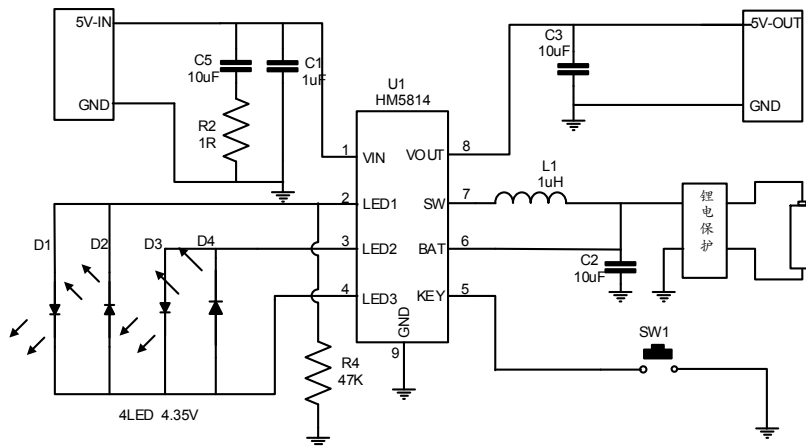 5V-IN
GND
C5
10uF
C1
1uF
R2
1R
U1
HM5814
C3
10uF
5V-OUT
GND
1
VIN
VOUT
8
2
LED1
SW
7
L1
1uH
3
LED2
BAT
6
4
LED3
KEY
5
GND
9
C2
10uF
锂电保护
D1
D2
D3
D4
R4
47K
SW1
4LED 4.35V